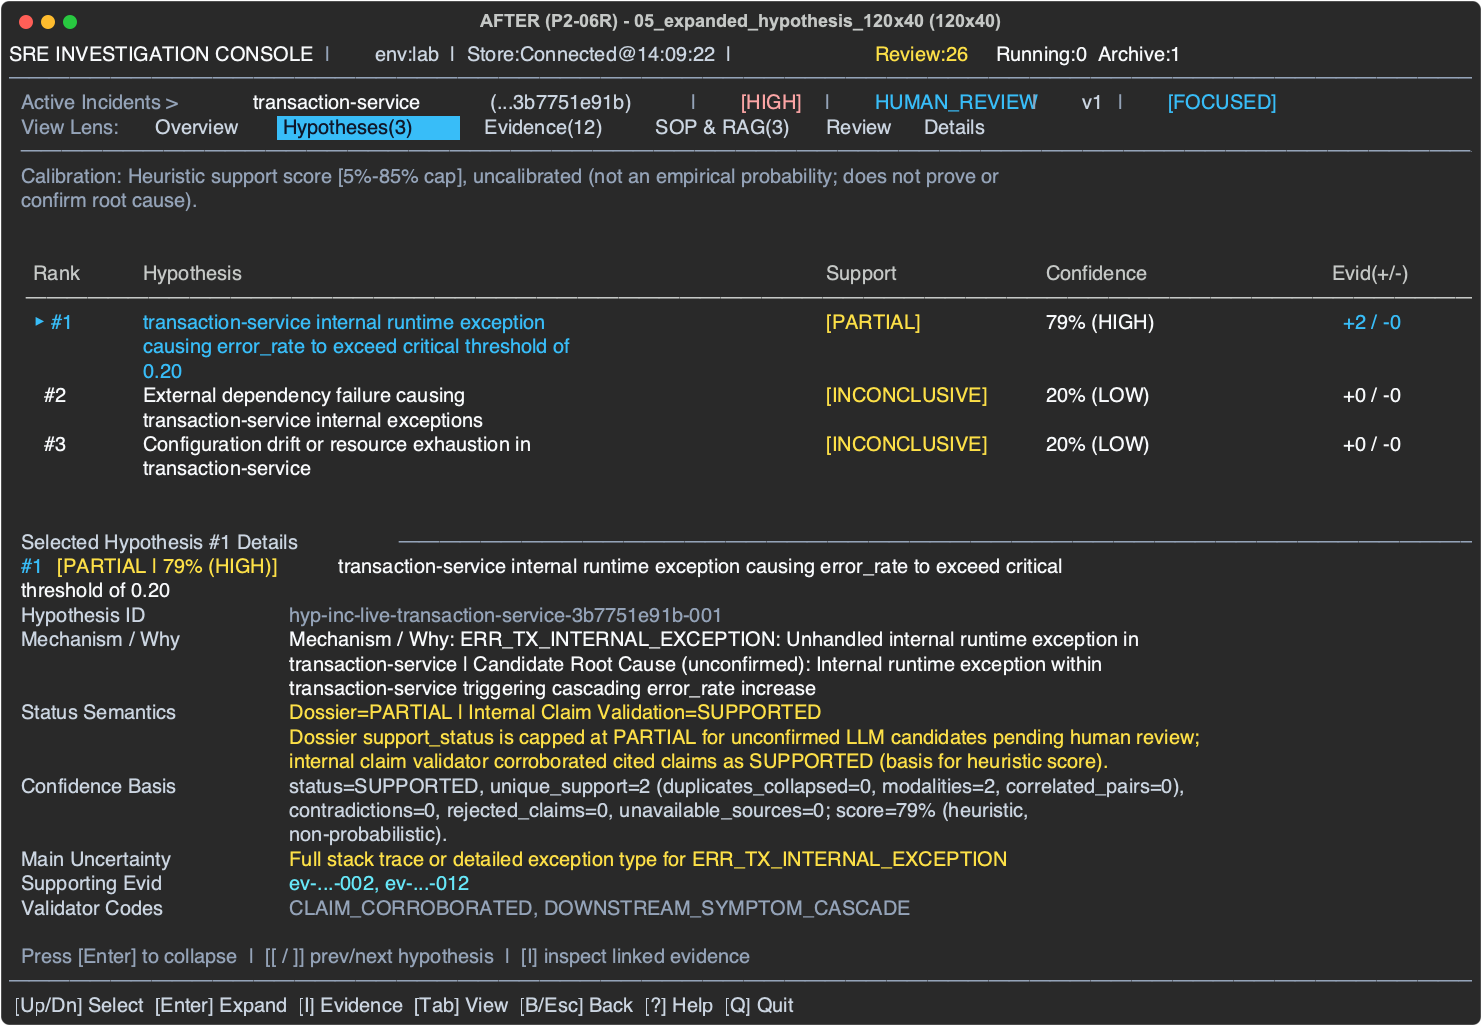 AFTER (P2-06R) - 05_expanded_hypothesis_120x40 (120x40)
SRE INVESTIGATION CONSOLE | env:lab | Store:Connected@14:09:22 | Review:26 Running:0 Archive:1
Active Incidents > transaction-service (...3b7751e91b) | [HIGH] | HUMAN_REVIEW v1 | [FOCUSED]
View Lens: Overview Hypotheses(3) Evidence(12) SOP & RAG(3) Review Details
Calibration: Heuristic support score [5%-85% cap], uncalibrated (not an empirical probability; does not prove or
confirm root cause).
Rank Hypothesis Support Confidence Evid(+/-)
▸ #1 transaction-service internal runtime exception [PARTIAL] 79% (HIGH) +2 / -0
causing error_rate to exceed critical threshold of
0.20
#2 External dependency failure causing [INCONCLUSIVE] 20% (LOW) +0 / -0
transaction-service internal exceptions
#3 Configuration drift or resource exhaustion in [INCONCLUSIVE] 20% (LOW) +0 / -0
transaction-service
Selected Hypothesis #1 Details
#1 [PARTIAL | 79% (HIGH)] transaction-service internal runtime exception causing error_rate to exceed critical
threshold of 0.20
Hypothesis ID hyp-inc-live-transaction-service-3b7751e91b-001
Mechanism / Why Mechanism / Why: ERR_TX_INTERNAL_EXCEPTION: Unhandled internal runtime exception in
transaction-service | Candidate Root Cause (unconfirmed): Internal runtime exception within
transaction-service triggering cascading error_rate increase
Status Semantics Dossier=PARTIAL | Internal Claim Validation=SUPPORTED
Dossier support_status is capped at PARTIAL for unconfirmed LLM candidates pending human review;
internal claim validator corroborated cited claims as SUPPORTED (basis for heuristic score).
Confidence Basis status=SUPPORTED, unique_support=2 (duplicates_collapsed=0, modalities=2, correlated_pairs=0),
contradictions=0, rejected_claims=0, unavailable_sources=0; score=79% (heuristic,
non-probabilistic).
Main Uncertainty Full stack trace or detailed exception type for ERR_TX_INTERNAL_EXCEPTION
Supporting Evid ev-...-002, ev-...-012
Validator Codes CLAIM_CORROBORATED, DOWNSTREAM_SYMPTOM_CASCADE
Press [Enter] to collapse | [[ / ]] prev/next hypothesis | [I] inspect linked evidence
[Up/Dn] Select [Enter] Expand [I] Evidence [Tab] View [B/Esc] Back [?] Help [Q] Quit